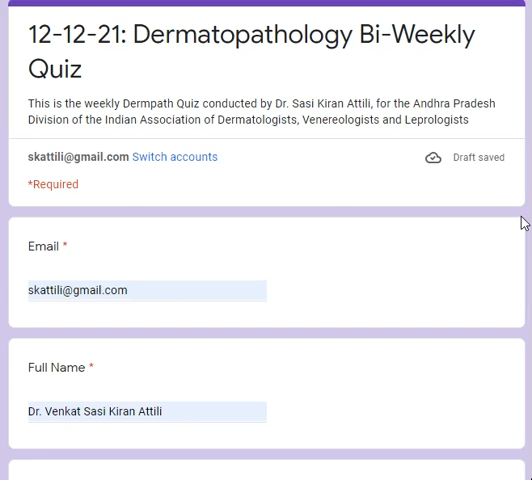 12-12-21: Dermatopathology Bi-Weekly
Quiz
This is the weekly Dermpath Quiz conducted by Dr. Sasi Kiran Attili, for the Andhra Pradesh
Division of the Indian Association of Dermatologists, Venereologists and Leprologists
skattili@gmail.com Switch accounts
Draft saved
*Required
Email *
skattili@gmail.com
Full Name *
Dr. Venkat Sasi Kiran Attili